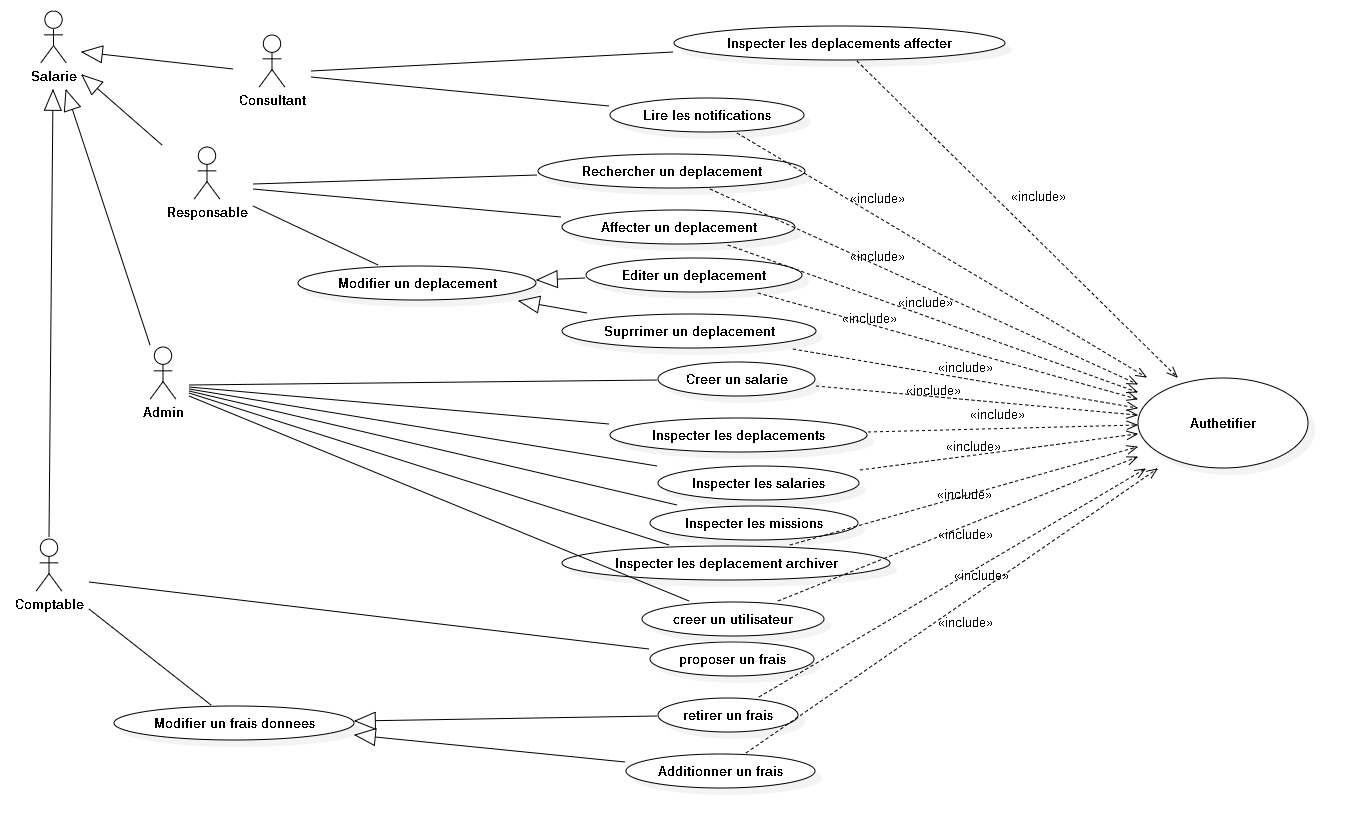 Salarie
Consultant
Inspecter les deplacements affecter
Lire les notifications
Responsable
Rechercher un deplacement
«include»
«include»
Affecter un deplacement
«include»
Modifier un deplacement
Editer un deplacement
«include»
«include»
Suprrimer un deplacement
Admin
Creer un salarie
«include»
«include»
Inspecter les deplacements
«include»
Authetifier
Inspecter les salaries
«include»
Inspecter les missions
«include»
Inspecter les deplacement archiver
«include»
Comptable
creer un utilisateur
«include»
proposer un frais
«include»
Modifier un frais donnees
retirer un frais
Additionner un frais